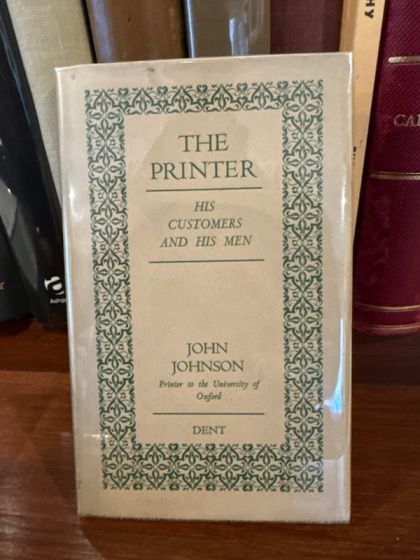 THE
PRINTER
HIS
CUSTOMERS
AND HIS MEN
JOHN
JOHNSON
Printer to the University of
Oxford
DENT